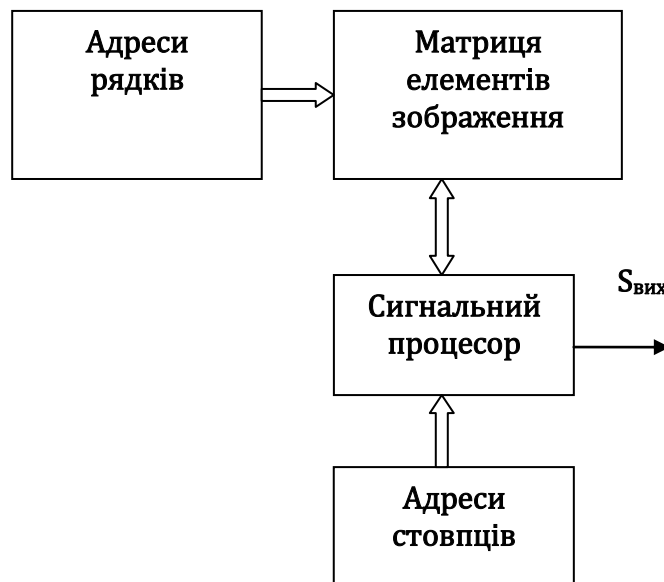 Адреси
рядків
Матриця
елементів
зображення
Сигнальний
процесор
Sвих
Адреси
стовпців